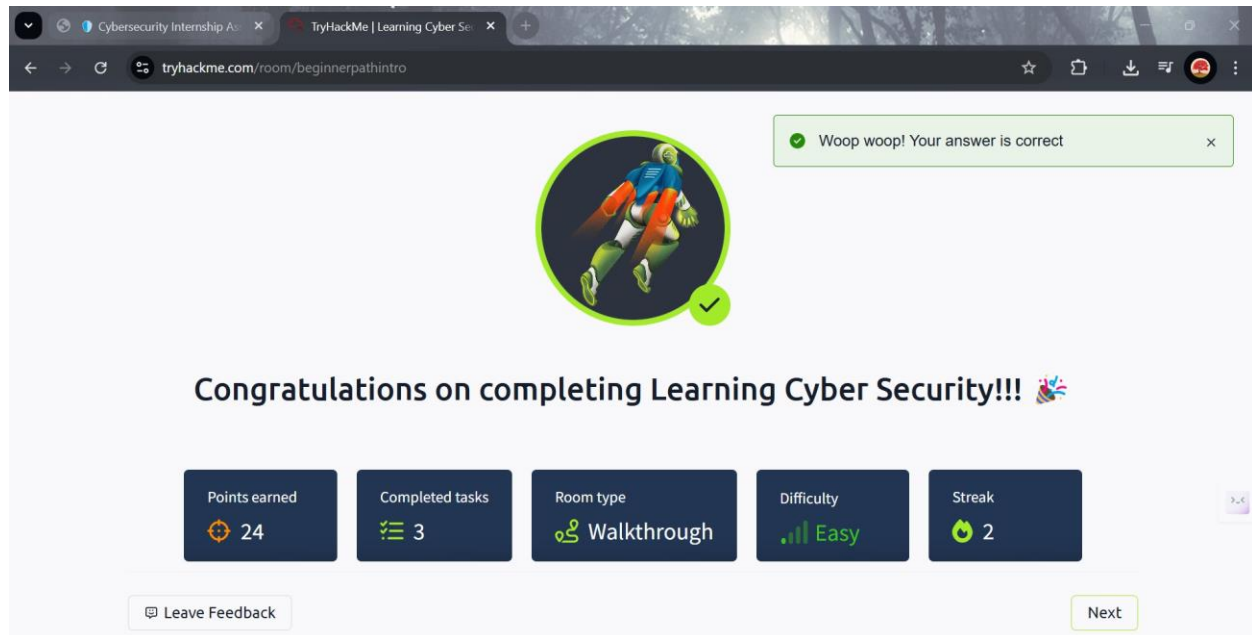 Cybersecurity Internship As
TryHackMe | Learning Cyber Se
tryhackme.com/room/beginnerpathintro
Woop woop! Your answer is correct
Congratulations on completing Learning Cyber Security!!! 🎉
Points earned
24
Completed tasks
3
Room type
Walkthrough
Difficulty
Easy
Streak
2
Leave Feedback
Next